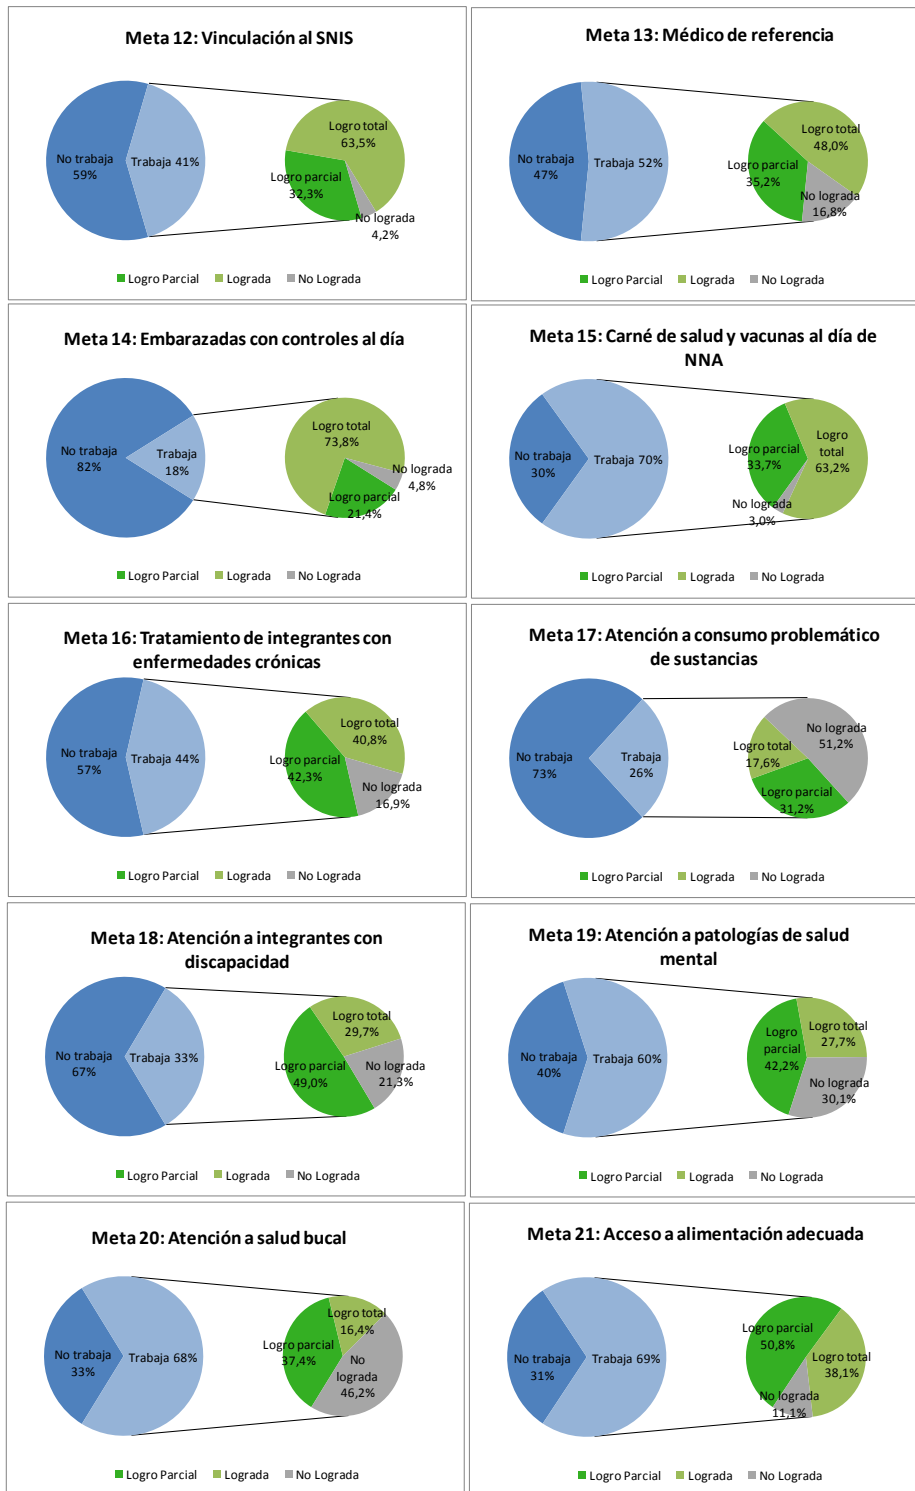 Meta 12: Vinculación al SNIS
No trabaja
59%
Trabaja 41%
Logro total
63,5%
Logro parcial
32,3%
No lograda
4,2%
Logro Parcial Lograda No Lograda
Meta 13: Médico de referencia
No trabaja
47%
Trabaja 52%
Logro total
48,0%
Logro parcial
35,2%
No lograda
16,8%
Logro Parcial Lograda No Lograda
Meta 14: Embarazadas con controles al día
No trabaja
82%
Trabaja
18%
Logro total
73,8%
No lograda
4,8%
Logro parcial
21,4%
Logro Parcial Lograda No Lograda
Meta 15: Carné de salud y vacunas al día de
NNA
No trabaja
30%
Trabaja 70%
Logro parcial
33,7%
Logro
total
63,2%
No lograda
3,0%
Logro Parcial Lograda No Lograda
Meta 16: Tratamiento de integrantes con
enfermedades crónicas
No trabaja
57%
Trabaja 44%
Logro total
40,8%
Logro parcial
42,3%
No lograda
16,9%
Logro Parcial Lograda No Lograda
Meta 17: Atención a consumo problemático
de sustancias
No trabaja
73%
Trabaja
26%
No lograda
51,2%
Logro total
17,6%
Logro parcial
31,2%
Logro Parcial Lograda No Lograda
Meta 18: Atención a integrantes con
discapacidad
No trabaja
67%
Trabaja 33%
Logro total
29,7%
Logro parcial
49,0%
No lograda
21,3%
Logro Parcial Lograda No Lograda
Meta 19: Atención a patologías de salud
mental
No trabaja
40%
Trabaja 60%
Logro
parcial
42,2%
Logro total
27,7%
No lograda
30,1%
Logro Parcial Lograda No Lograda
Meta 20: Atención a salud bucal
No trabaja
33%
Trabaja 68%
Logro total
16,4%
Logro parcial
37,4%
No
lograda
46,2%
Logro Parcial Lograda No Lograda
Meta 21: Acceso a alimentación adecuada
No trabaja
31%
Trabaja 69%
Logro parcial
50,8%
Logro total
38,1%
No lograda
11,1%
Logro Parcial Lograda No Lograda